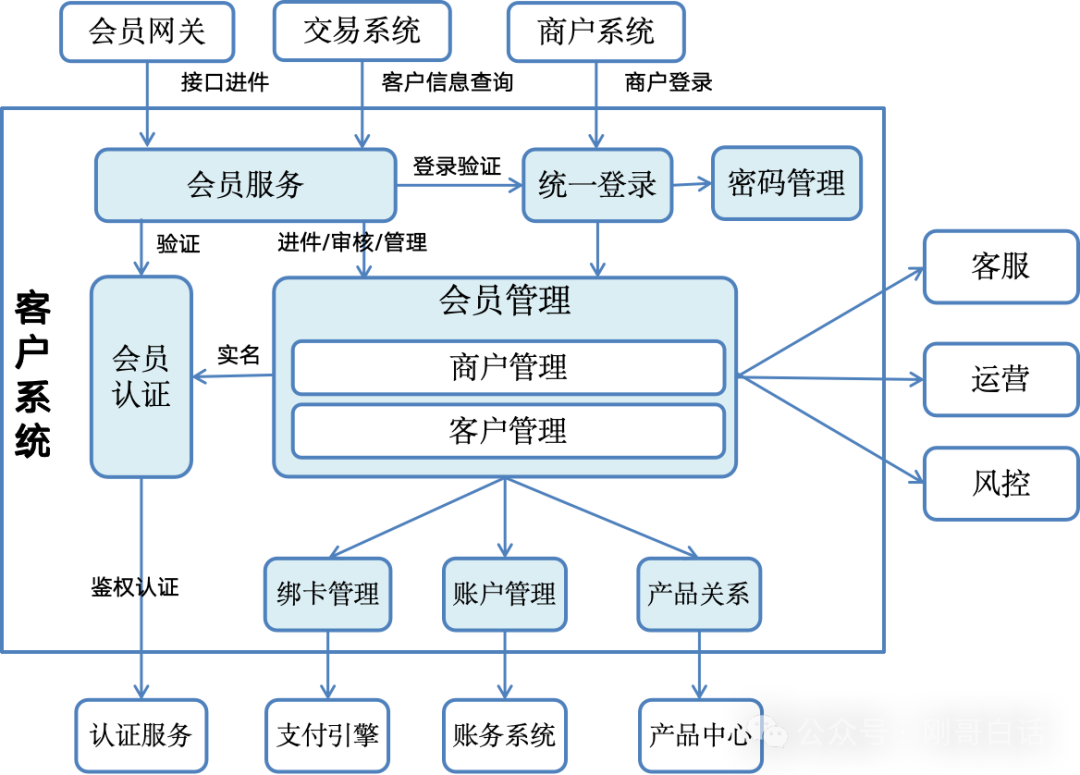 会员网关
交易系统
商户系统
接口进件
客户信息查询
商户登录
会员服务
登录验证
统一登录
密码管理
验证
进件/审核/管理
客服
客户系统
会员管理
会员
认证
实名
商户管理
运营
客户管理
风控
鉴权认证
绑卡管理
账户管理
产品关系
认证服务
支付引擎
账务系统
产品中心
公众号
刚哥白话